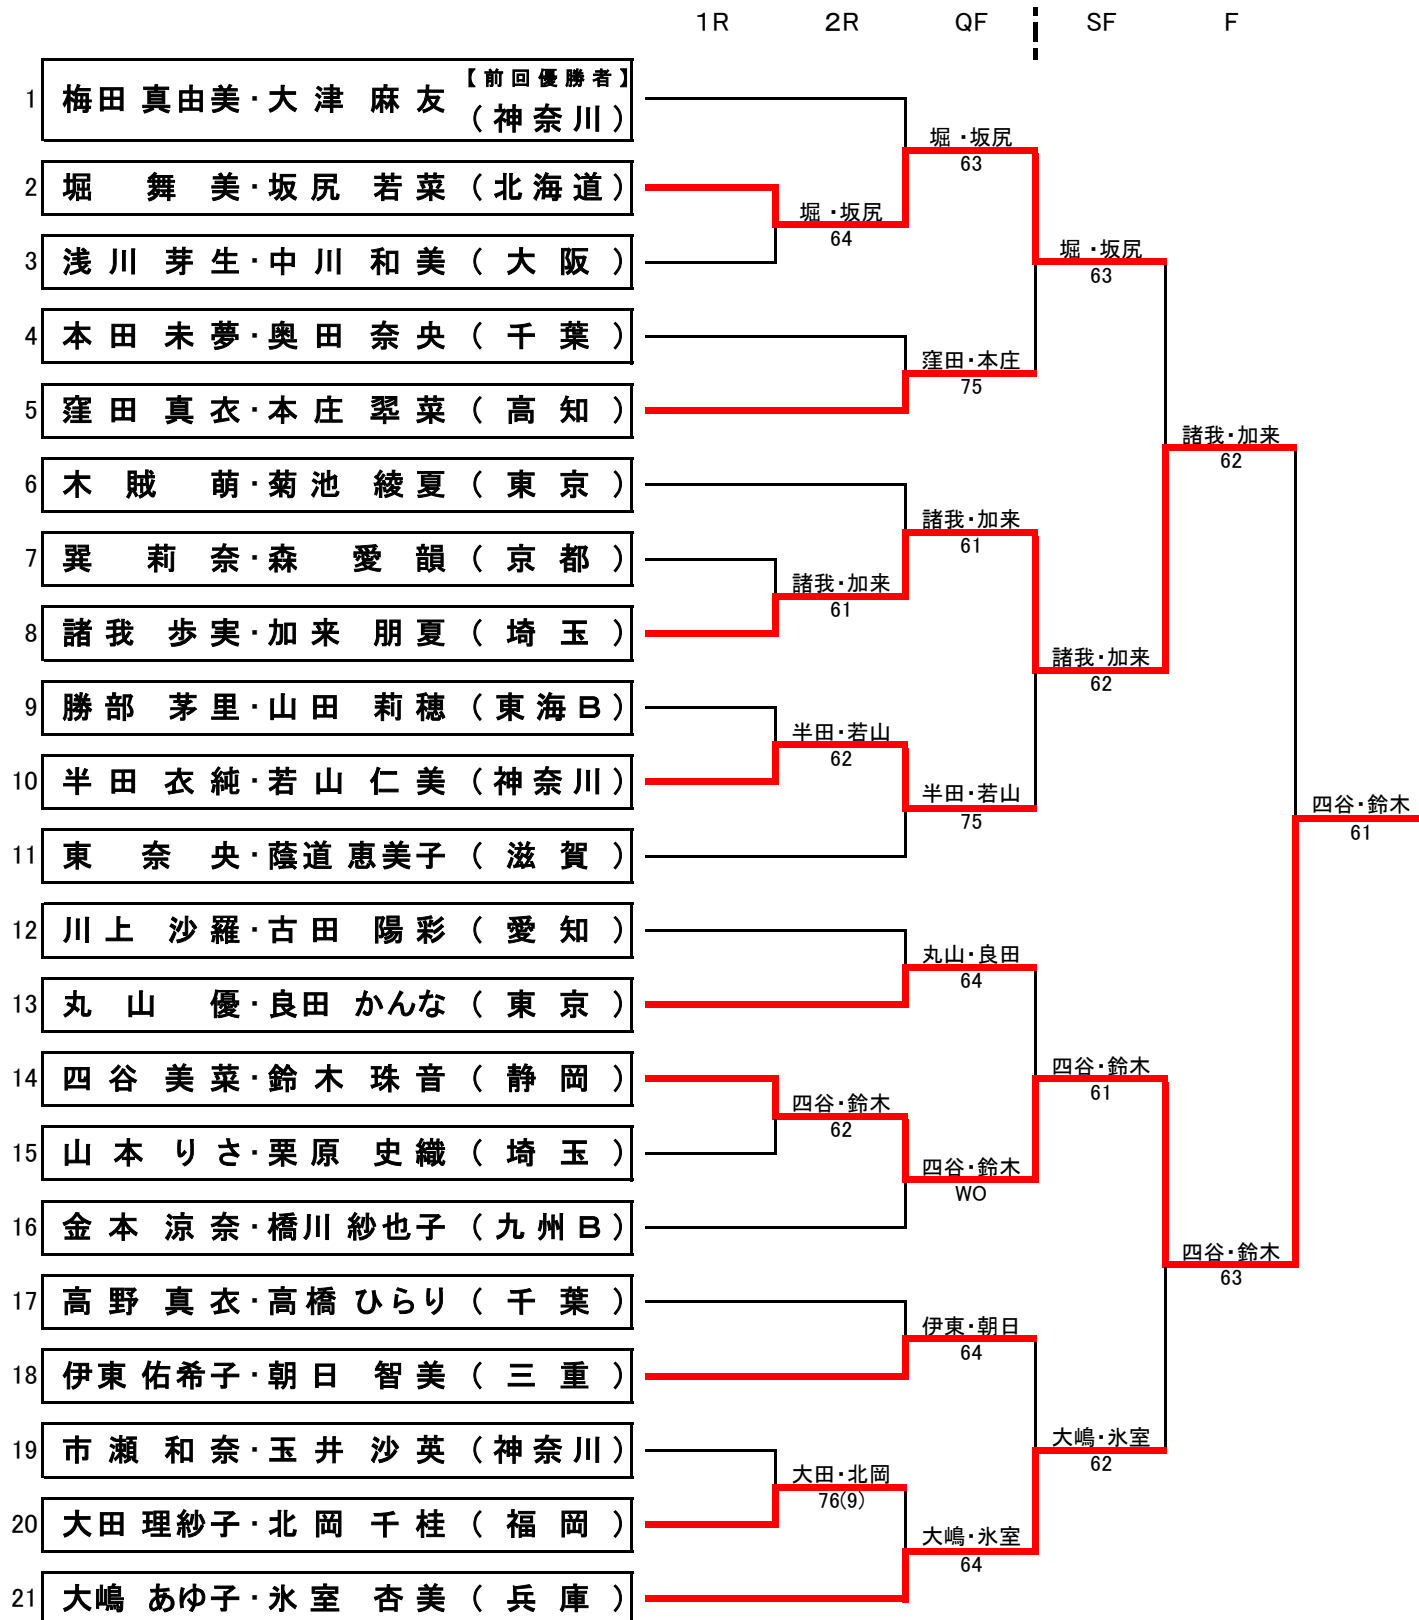 1R 2R QF SF F
1 梅田 真由美・大津 麻友 【前回優勝者】 (神奈川)
2 堀 舞美・坂尻 若菜 (北海道)
3 浅川 芽生・中川 和美 (大阪)
4 本田 未夢・奥田 奈央 (千葉)
5 窪田 真衣・本庄 翠菜 (高知)
6 木賊 萌・菊池 綾夏 (東京)
7 巽 莉奈・森 愛韻 (京都)
8 諸我 歩実・加来 朋夏 (埼玉)
9 勝部 茅里・山田 莉穂 (東海B)
10 半田 衣純・若山 仁美 (神奈川)
11 東 奈央・蔭道 恵美子 (滋賀)
12 川上 沙羅・古田 陽彩 (愛知)
13 丸山 優・良田 かんな (東京)
14 四谷 美菜・鈴木 珠音 (静岡)
15 山本 りさ・栗原 史織 (埼玉)
16 金本 涼奈・橋川 紗也子 (九州B)
17 高野 真衣・高橋 ひらり (千葉)
18 伊東 佑希子・朝日 智美 (三重)
19 市瀬 和奈・玉井 沙英 (神奈川)
20 大田 理紗子・北岡 千桂 (福岡)
21 大嶋 あゆ子・氷室 杏美 (兵庫)
堀・坂尻
64
諸我・加来
61
半田・若山
62
四谷・鈴木
62
大田・北岡
76(9)
堀・坂尻
63
窪田・本庄
75
諸我・加来
61
半田・若山
75
丸山・良田
64
四谷・鈴木
WO
伊東・朝日
64
大嶋・氷室
64
堀・坂尻
63
諸我・加来
62
四谷・鈴木
61
大嶋・氷室
62
諸我・加来
62
四谷・鈴木
63
四谷・鈴木
61